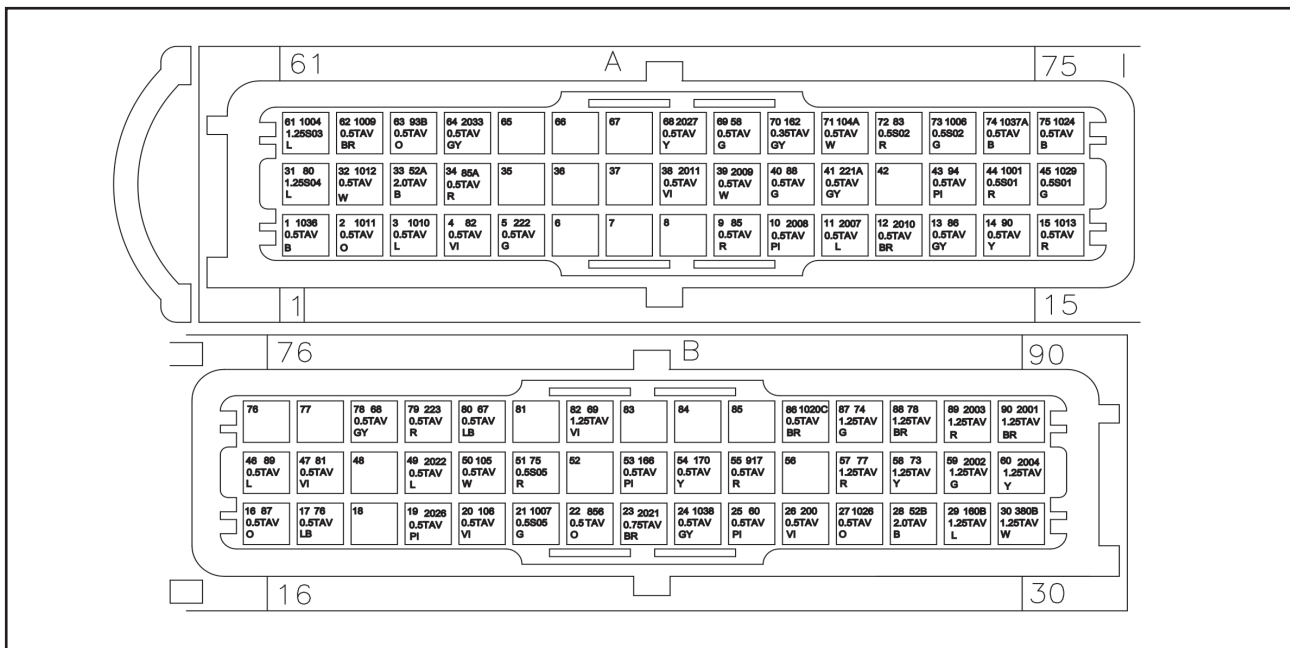 61 A 75
61 1004 62 1009 63 93B 64 2033 65 66 67 68 2027 69 58 70 162 71 104A 72 83 73 1006 74 1037A 75 1024
1.25S03 0.5TAV 0.5TAV 0.5TAV 0.5TAV 0.5TAV 0.35TAV 0.5TAV 0.5S02 0.5S02 0.5TAV 0.5TAV
L BR O GY Y G GY W R G B B
31 80 32 1012 33 52A 34 85A 35 36 37 38 2011 39 2009 40 88 41 221A 42 43 94 44 1001 45 1029
1.25S04 0.5TAV 2.0TAV 0.5TAV 0.5TAV 0.5TAV 0.5TAV 0.5TAV 0.5TAV 0.5S01 0.5S01
L W B R VI W G GY PI R G
1 1036 2 1011 3 1010 4 82 5 222 6 7 8 9 85 10 2008 11 2007 12 2010 13 86 14 90 15 1013
0.5TAV 0.5TAV 0.5TAV 0.5TAV 0.5TAV 0.5TAV 0.5TAV 0.5TAV 0.5TAV 0.5TAV 0.5TAV 0.5TAV
B O L VI G R PI L BR GY Y R
1 15
76 B 90
76 77 78 68 79 223 80 67 81 82 69 83 84 85 86 1020C 87 74 88 78 89 2003 90 2001
0.5TAV 0.5TAV 0.5TAV 1.25TAV 0.5TAV 1.25TAV 1.25TAV 1.25TAV 1.25TAV
GY R LB VI BR G BR R BR
46 89 47 81 48 49 2022 50 105 51 75 52 53 166 54 170 55 917 56 57 77 58 73 59 2002 60 2004
0.5TAV 0.5TAV 0.5TAV 0.5TAV 0.5S05 0.5TAV 0.5TAV 0.5TAV 1.25TAV 1.25TAV 1.25TAV 1.25TAV
L VI L W R PI Y R R Y G Y
16 87 17 76 18 19 2026 20 106 21 1007 22 856 23 2021 24 1038 25 60 26 200 27 1026 28 52B 29 160B 30 380B
0.5TAV 0.5TAV 0.5TAV 0.5TAV 0.5S05 0.5TAV 0.75TAV 0.5TAV 0.5TAV 0.5TAV 0.5TAV 2.0TAV 1.25TAV 1.25TAV
O LB PI VI G O BR GY PI VI O B L W
16 30